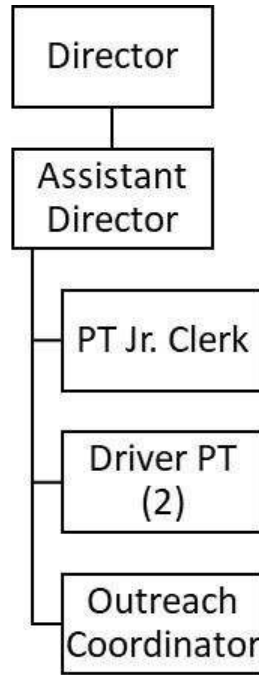 Director
Assistant
Director
PT Jr. Clerk
Driver PT
(2)
Outreach
Coordinator